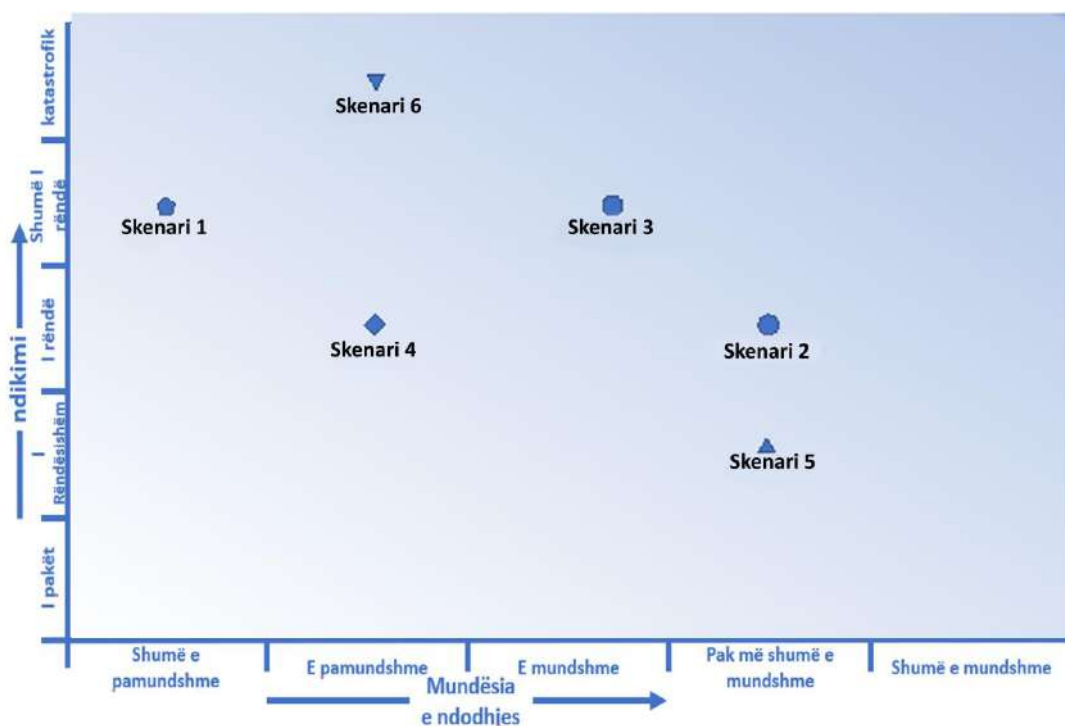 katastrofik
Skenari 6
Shumë I
rëndë
Skenari 1
Skenari 3
ndikimi
I rëndë
Skenari 4
Skenari 2
I
Rëndësishëm
Skenari 5
I pakët
Shumë e
pamundshme
E pamundshme
E mundshme
Pak më shumë e
mundshme
Shumë e mundshme
Mundësia
e ndodhjes